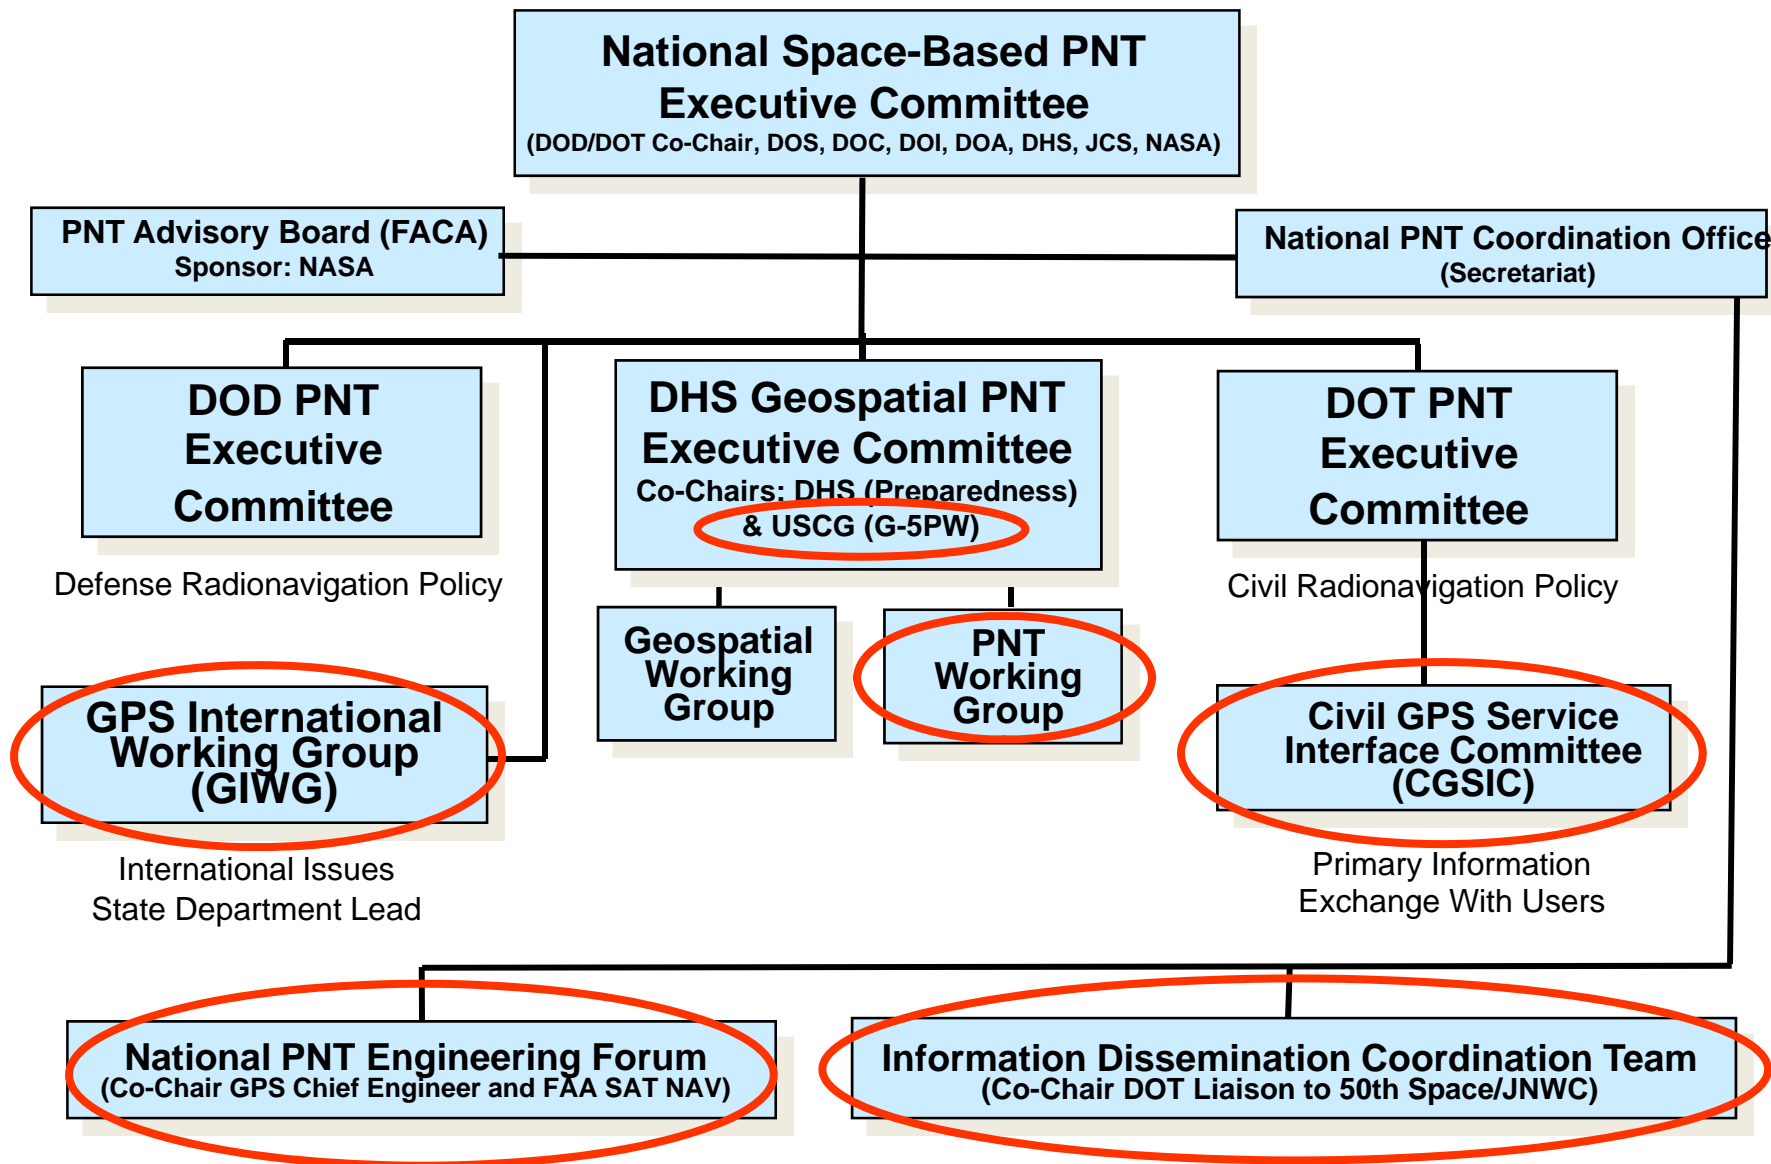 National Space-Based PNT
Executive Committee
(DOD/DOT Co-Chair, DOS, DOC, DOI, DOA, DHS, JCS, NASA)
PNT Advisory Board (FACA)
Sponsor: NASA
National PNT Coordination Office
(Secretariat)
DOD PNT
Executive
Committee
Defense Radionavigation Policy
DHS Geospatial PNT
Executive Committee
Co-Chairs: DHS (Preparedness)
& USCG (G-5PW)
DOT PNT
Executive
Committee
Civil Radionavigation Policy
Geospatial
Working
Group
PNT
Working
Group
GPS International
Working Group
(GIWG)
International Issues
State Department Lead
Civil GPS Service
Interface Committee
(CGSIC)
Primary Information
Exchange With Users
National PNT Engineering Forum
(Co-Chair GPS Chief Engineer and FAA SAT NAV)
Information Dissemination Coordination Team
(Co-Chair DOT Liaison to 50th Space/JNWC)